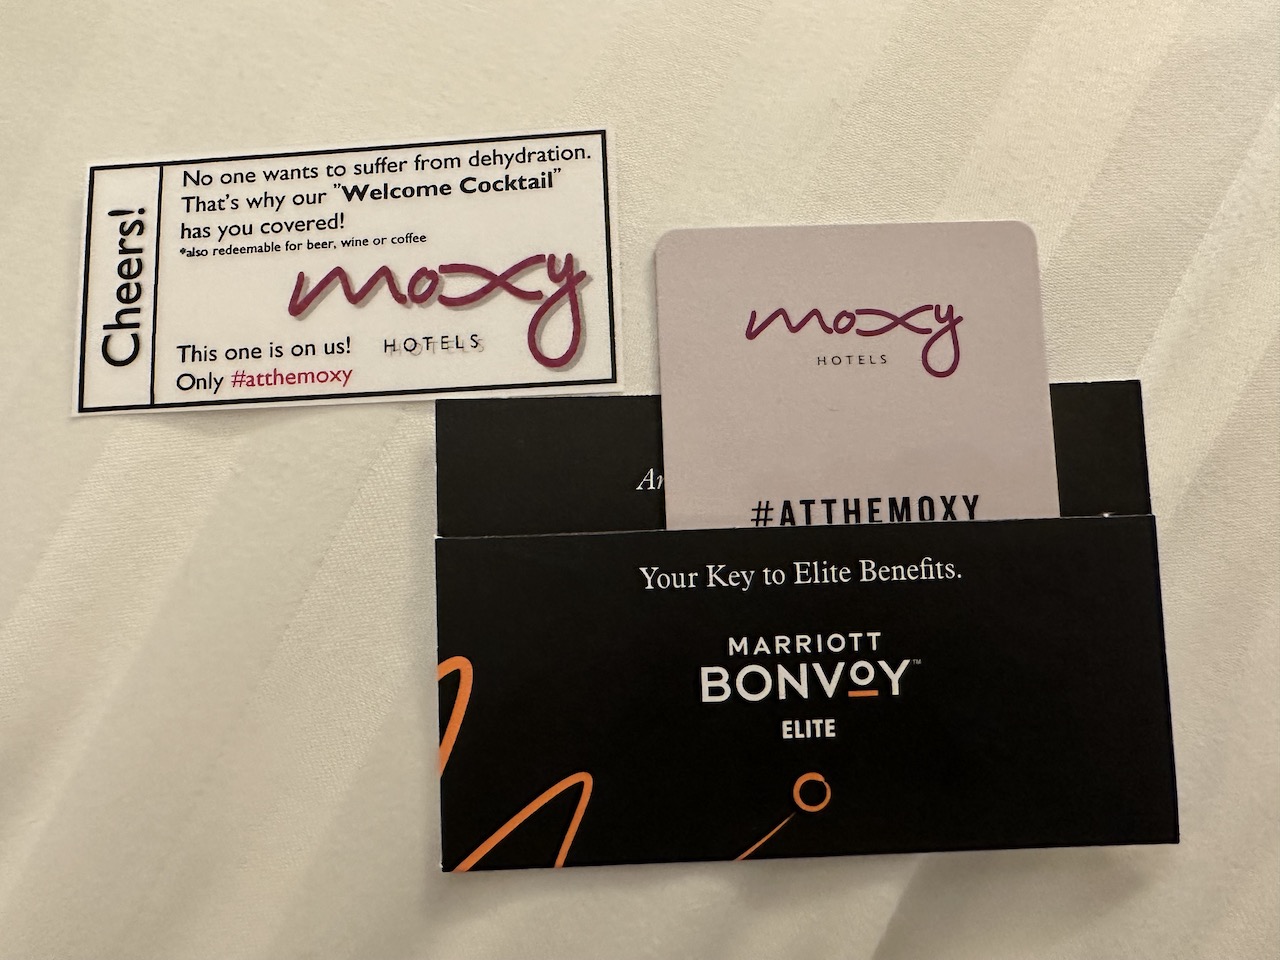 Cheers!
No one wants to suffer from dehydration.
That's why our "Welcome Cocktail"
has you covered!
*also redeemable for beer, wine or coffee
moxy
HOTELS
This one is on us!
Only #atthemoxy
moxy
HOTELS
#ATTHEMOXY
Your Key to Elite Benefits.
MARRIOTT
BONVOY™
ELITE